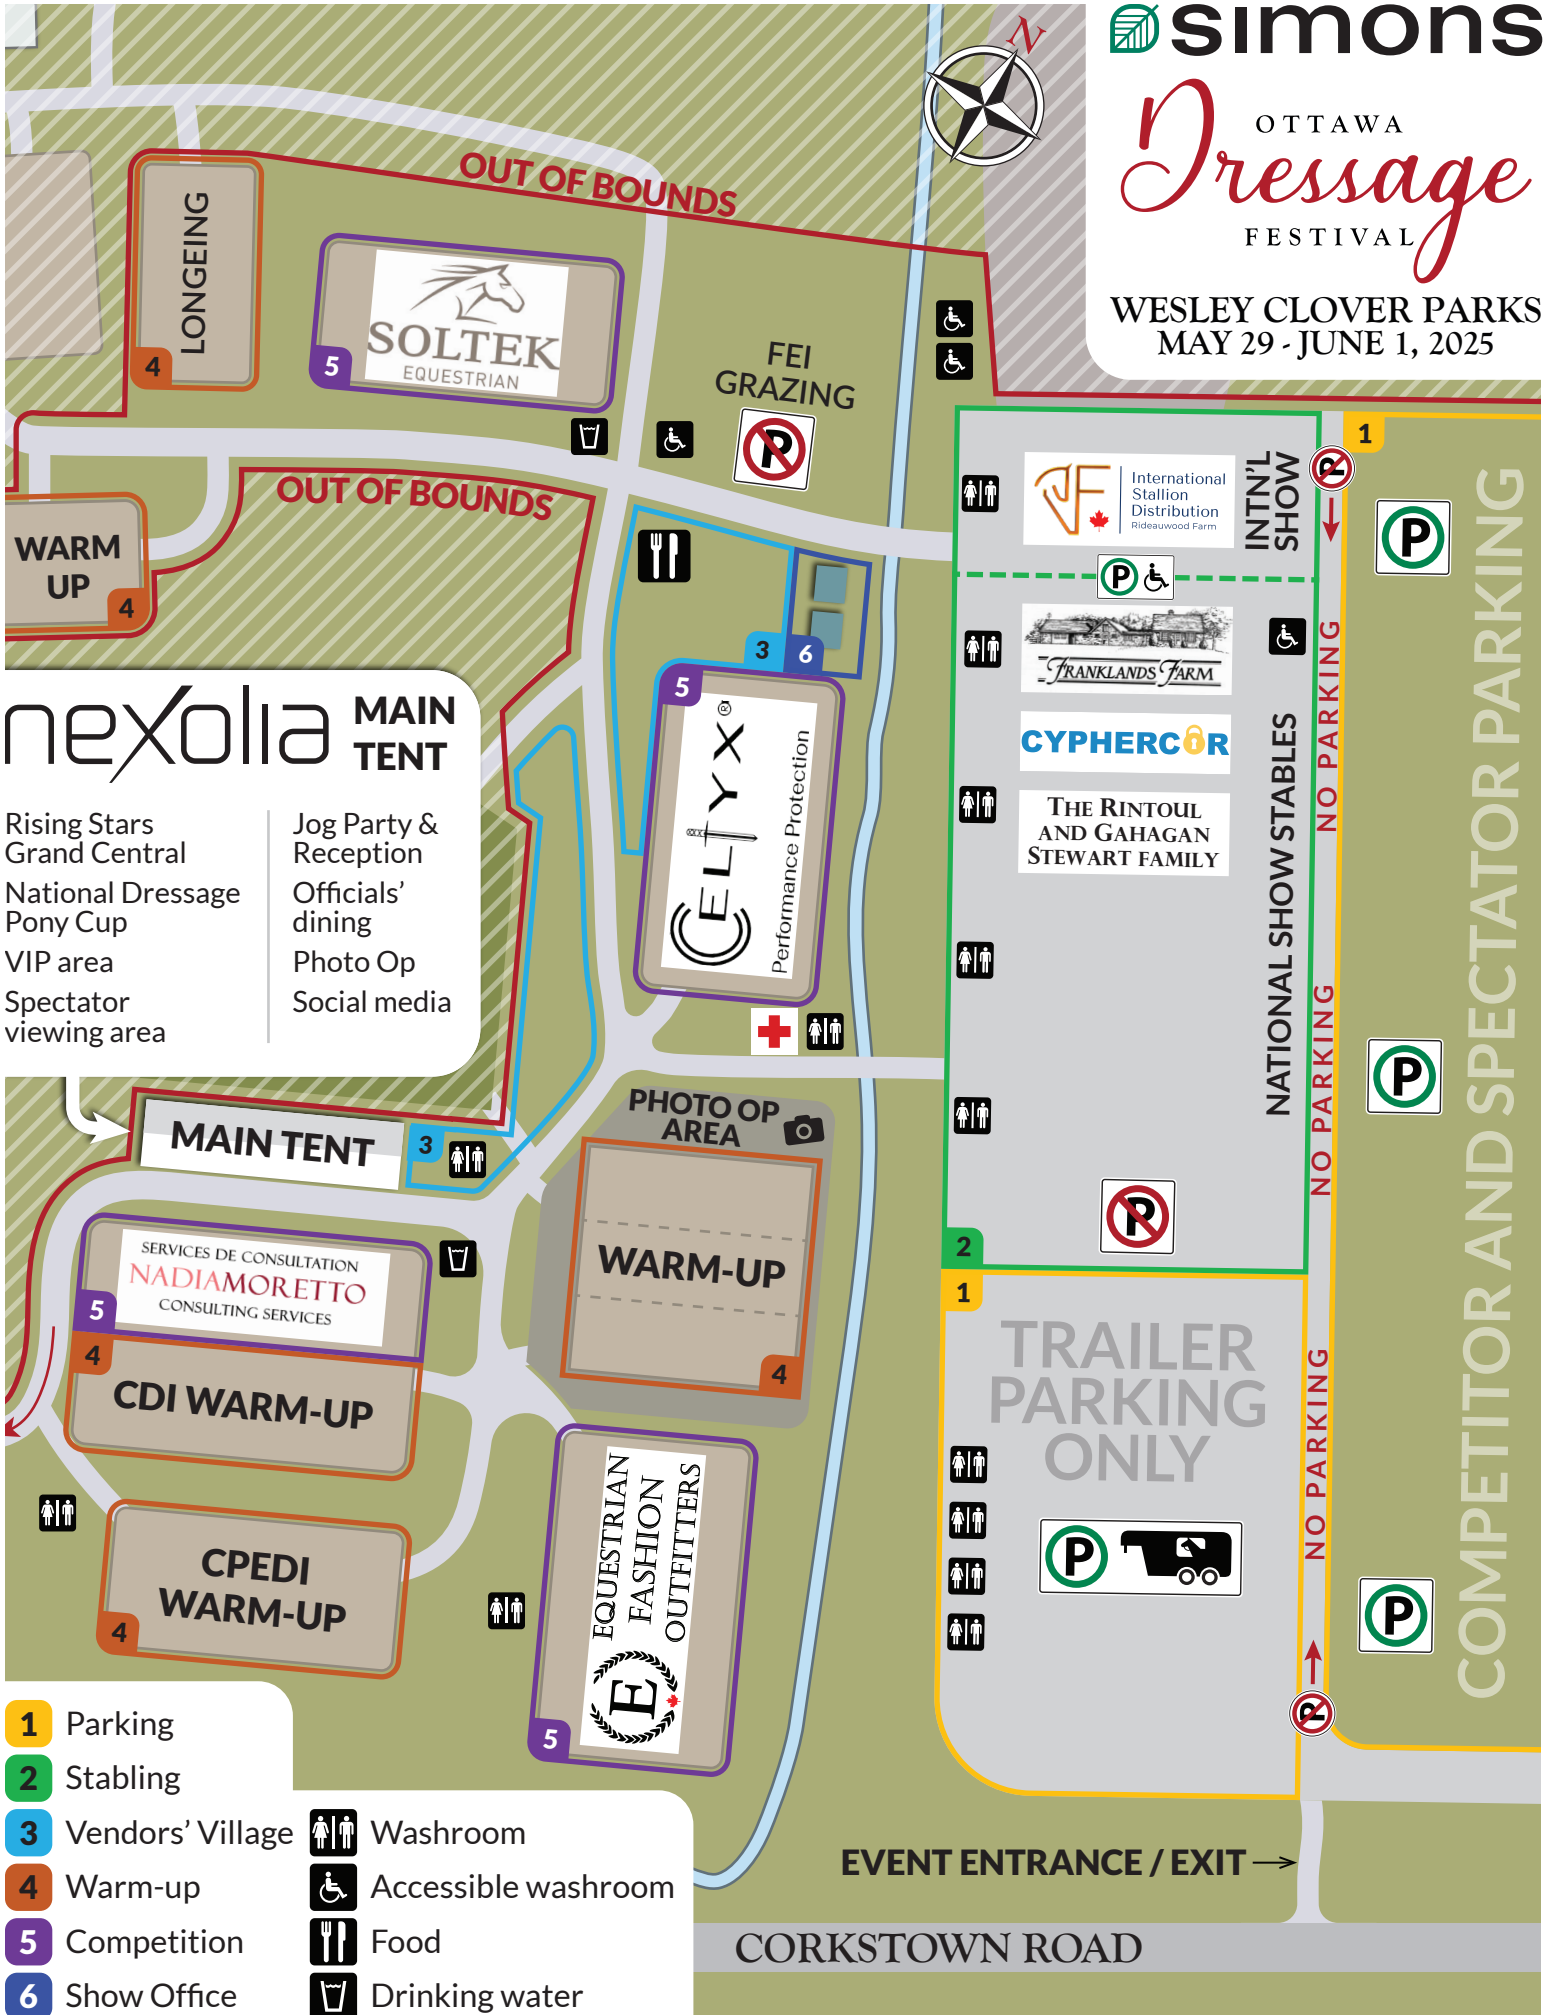 simons
OTTAWA
Dressage
FESTIVAL
WESLEY CLOVER PARKS
MAY 29 - JUNE 1, 2025
N
OUT OF BOUNDS
LONGEING
4
SOLTEK
EQUESTRIAN
5
FEI
GRAZING
P
OUT OF BOUNDS
WARM
UP
4
International
Stallion
Distribution
Rideauwood Farm
INTN'L
SHOW
P
1
P
P
3
6
5
CELTYX®
Performance Protection
FRANKLANDS FARM
CYPHERCOR
THE RINTOUL
AND GAHAGAN
STEWART FAMILY
NATIONAL SHOW STABLES
NO PARKING
NO PARKING
NO PARKING
COMPETITOR AND SPECTATOR PARKING
P
P
nexolia
MAIN
TENT
Rising Stars
Grand Central
National Dressage
Pony Cup
VIP area
Spectator
viewing area
Jog Party &
Reception
Officials'
dining
Photo Op
Social media
MAIN TENT
3
PHOTO OP
AREA
WARM-UP
4
P
2
1
SERVICES DE CONSULTATION
NADIAMORETTO
CONSULTING SERVICES
5
4
CDI WARM-UP
CPEDI
WARM-UP
4
EQUESTRIAN
FASHION
OUTFITTERS
E
5
TRAILER
PARKING
ONLY
P
P
1 Parking
2 Stabling
3 Vendors' Village
4 Warm-up
5 Competition
6 Show Office
Washroom
Accessible washroom
Food
Drinking water
EVENT ENTRANCE / EXIT
CORKSTOWN ROAD